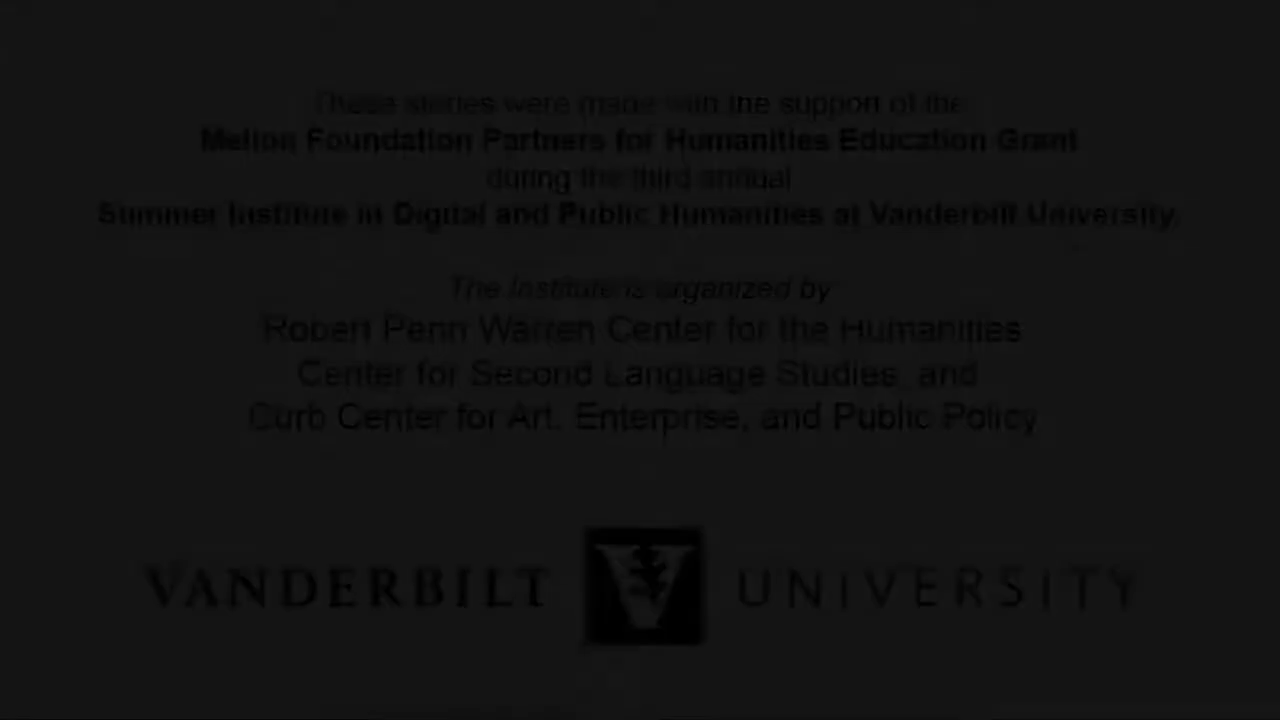 These stories were made with the support of the
Mellon Foundation Partners for Humanities Education Grant
during the third annual
Summer Institute in Digital and Public Humanities at Vanderbilt University.
The Institute is organized by
Robert Penn Warren Center for the Humanities
Center for Second Language Studies, and
Curb Center for Art, Enterprise, and Public Policy
VANDERBILT V UNIVERSITY